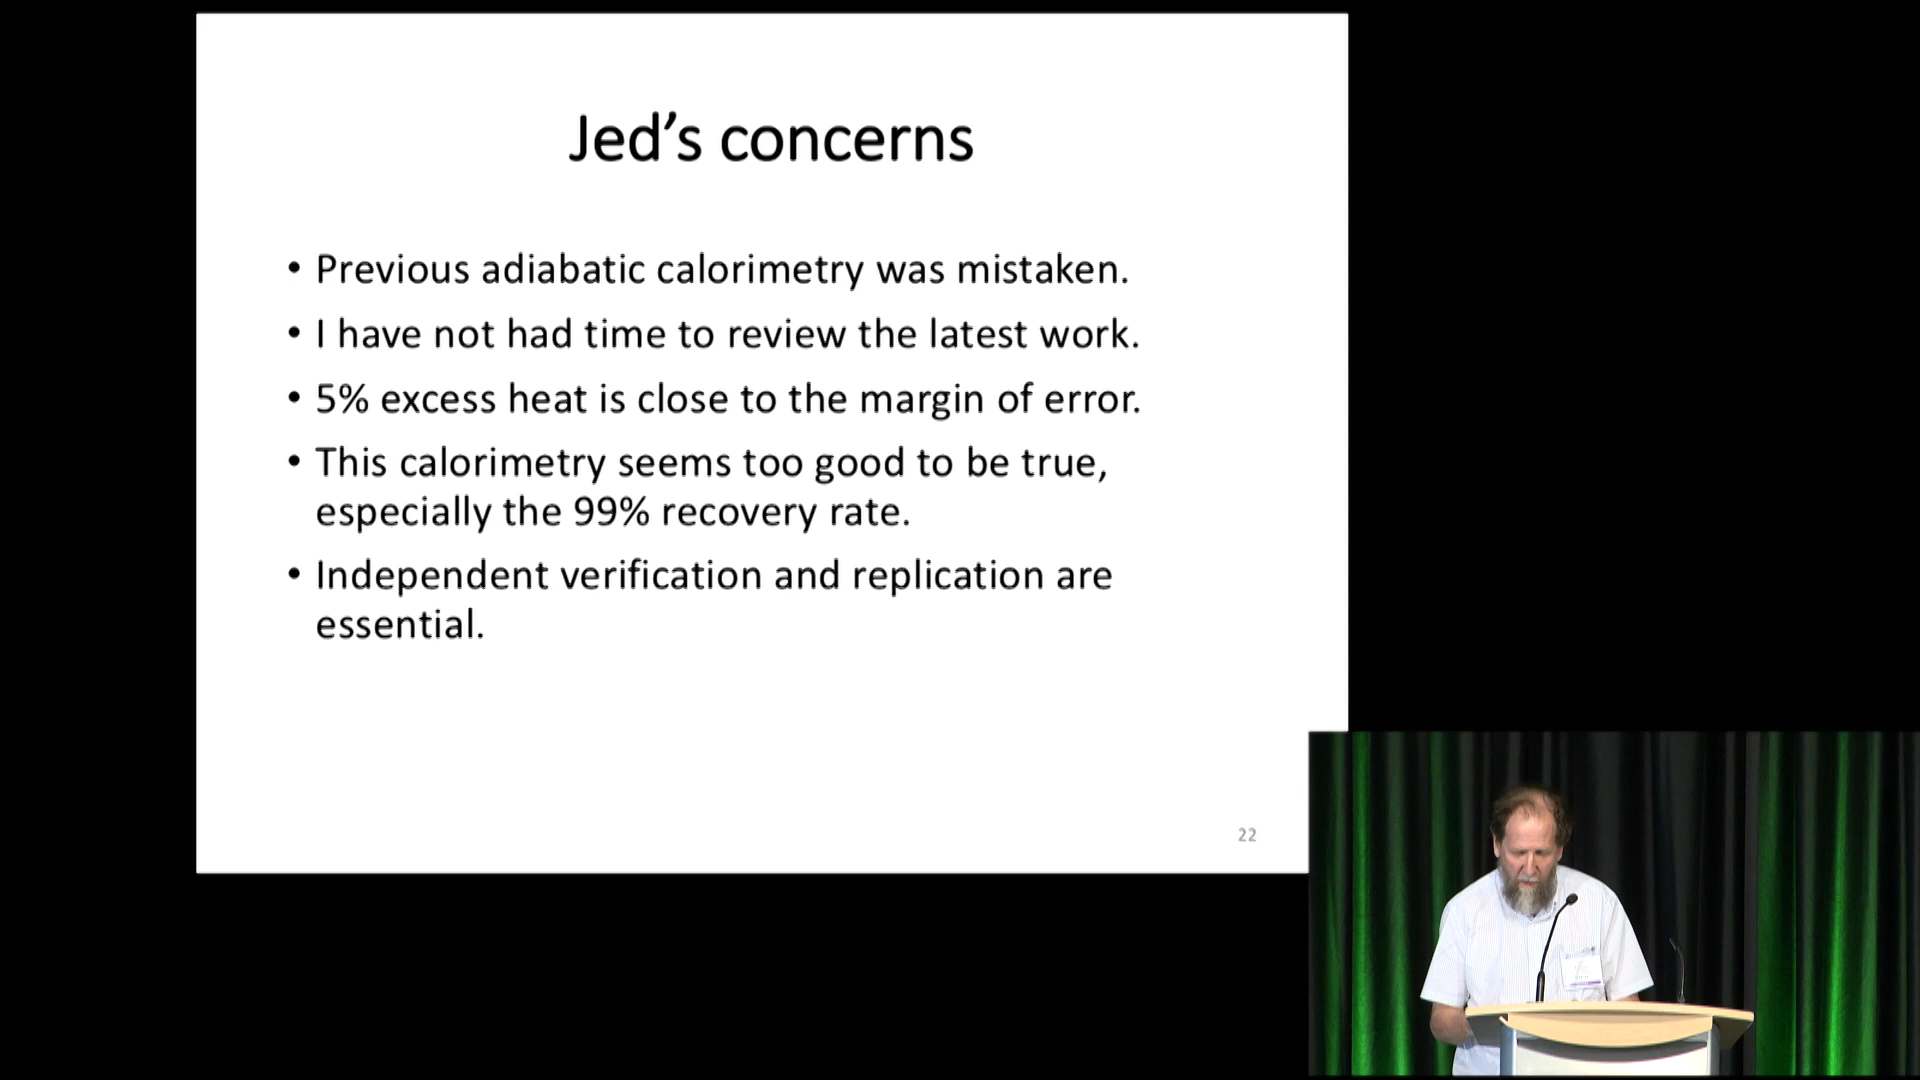 Jed's concerns
• Previous adiabatic calorimetry was mistaken.
• I have not had time to review the latest work.
• 5% excess heat is close to the margin of error.
• This calorimetry seems too good to be true,
especially the 99% recovery rate.
• Independent verification and replication are
essential.
22